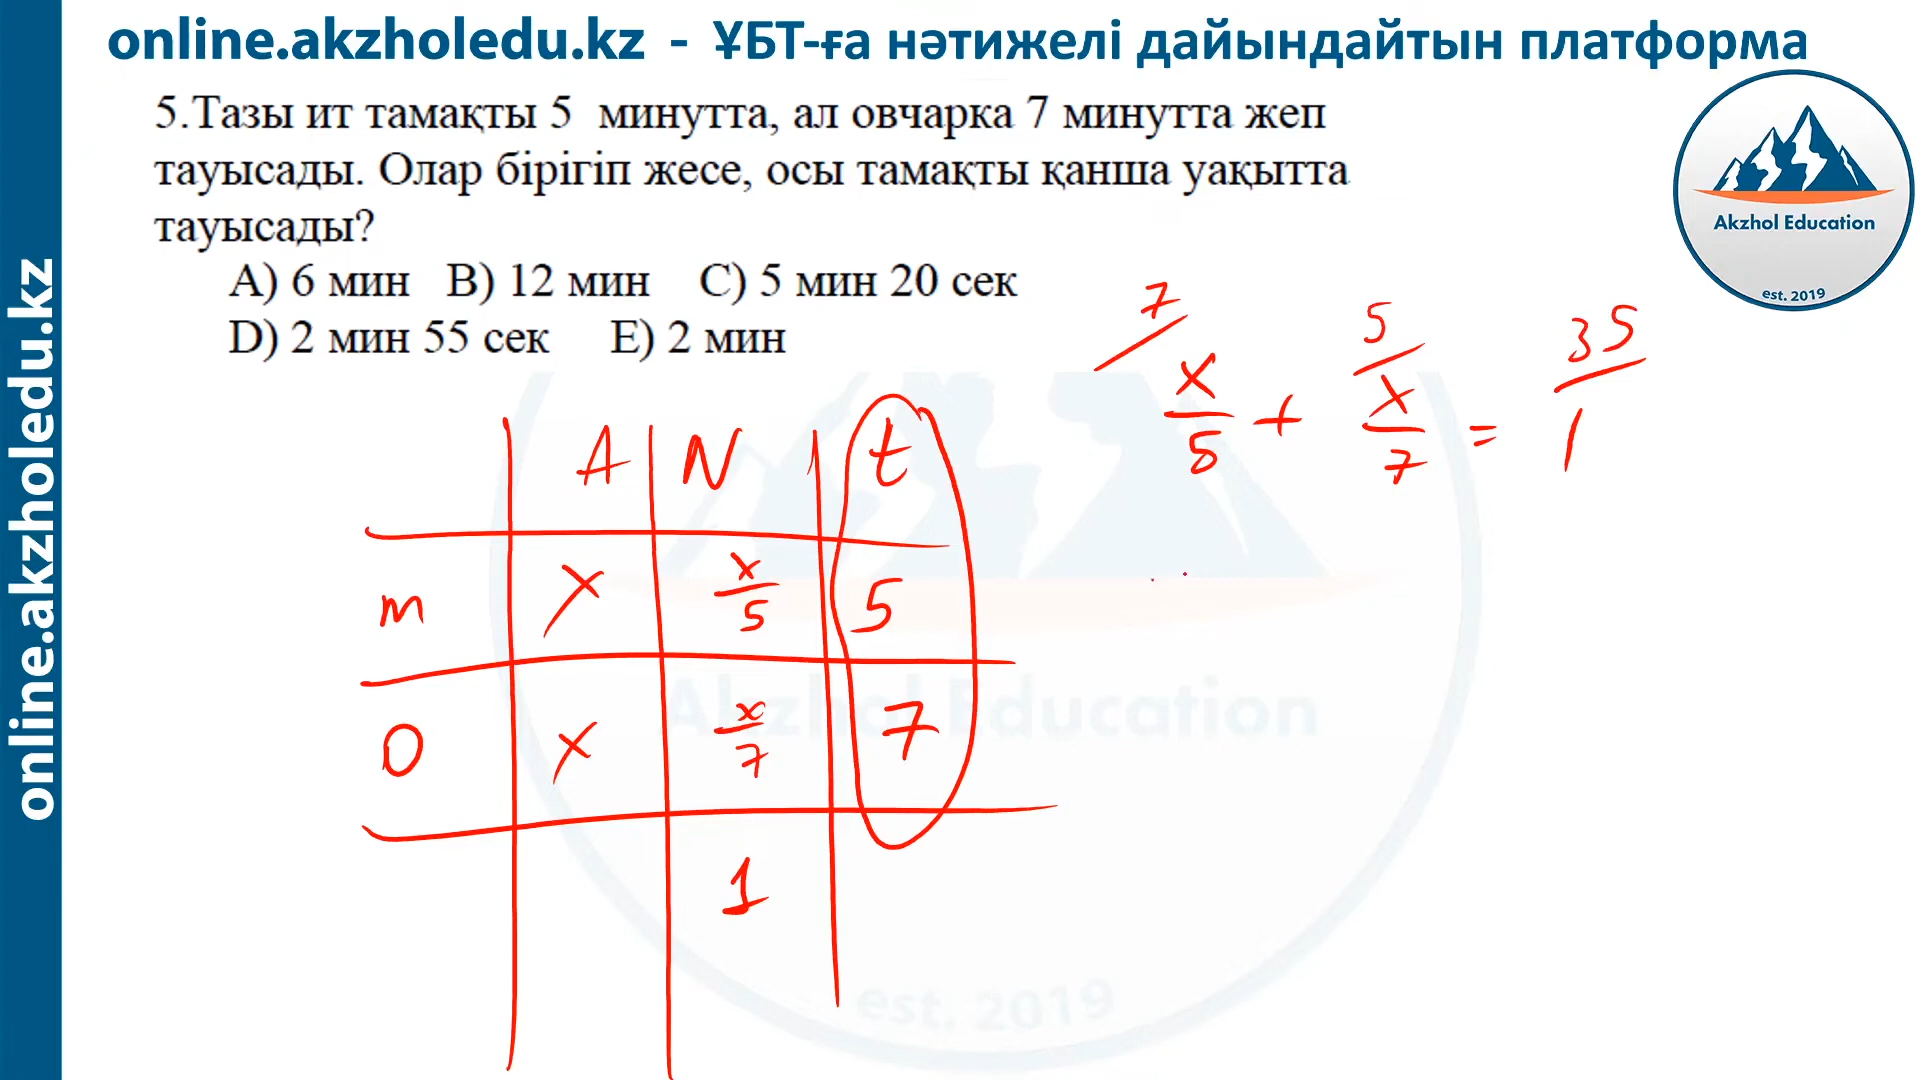 online.akzholedu.kz - ҰБТ-ға нәтижелі дайындайтын платформа
5.Тазы ит тамақты 5 минутта, ал овчарка 7 минутта жеп
тауысады. Олар бірігіп жесе, осы тамақты қанша уақытта
тауысады?
A) 6 мин B) 12 мин C) 5 мин 20 сек
D) 2 мин 55 сек E) 2 мин
Akzhol Education
est. 2019
online.akzholedu.kz
7/ x/5 + 5/ x/7 = 35/ 1
A N t
m x x/5 5
O x x/7 7
1
Akzhol Education
est. 2019